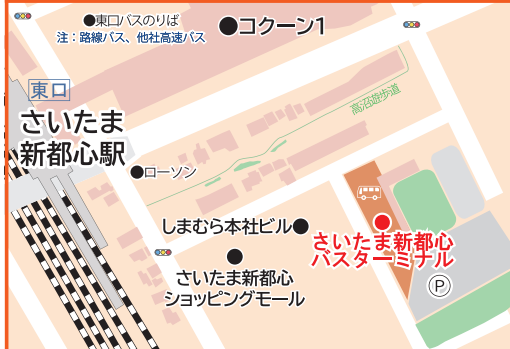 ●東口バスのりば
注：路線バス、他社高速バス
●コクーン1
東口
さいたま
新都心駅
高沼遊歩道
●ローソン
しまむら本社ビル●
さいたま新都心
バスターミナル
さいたま新都心
ショッピングモール
P